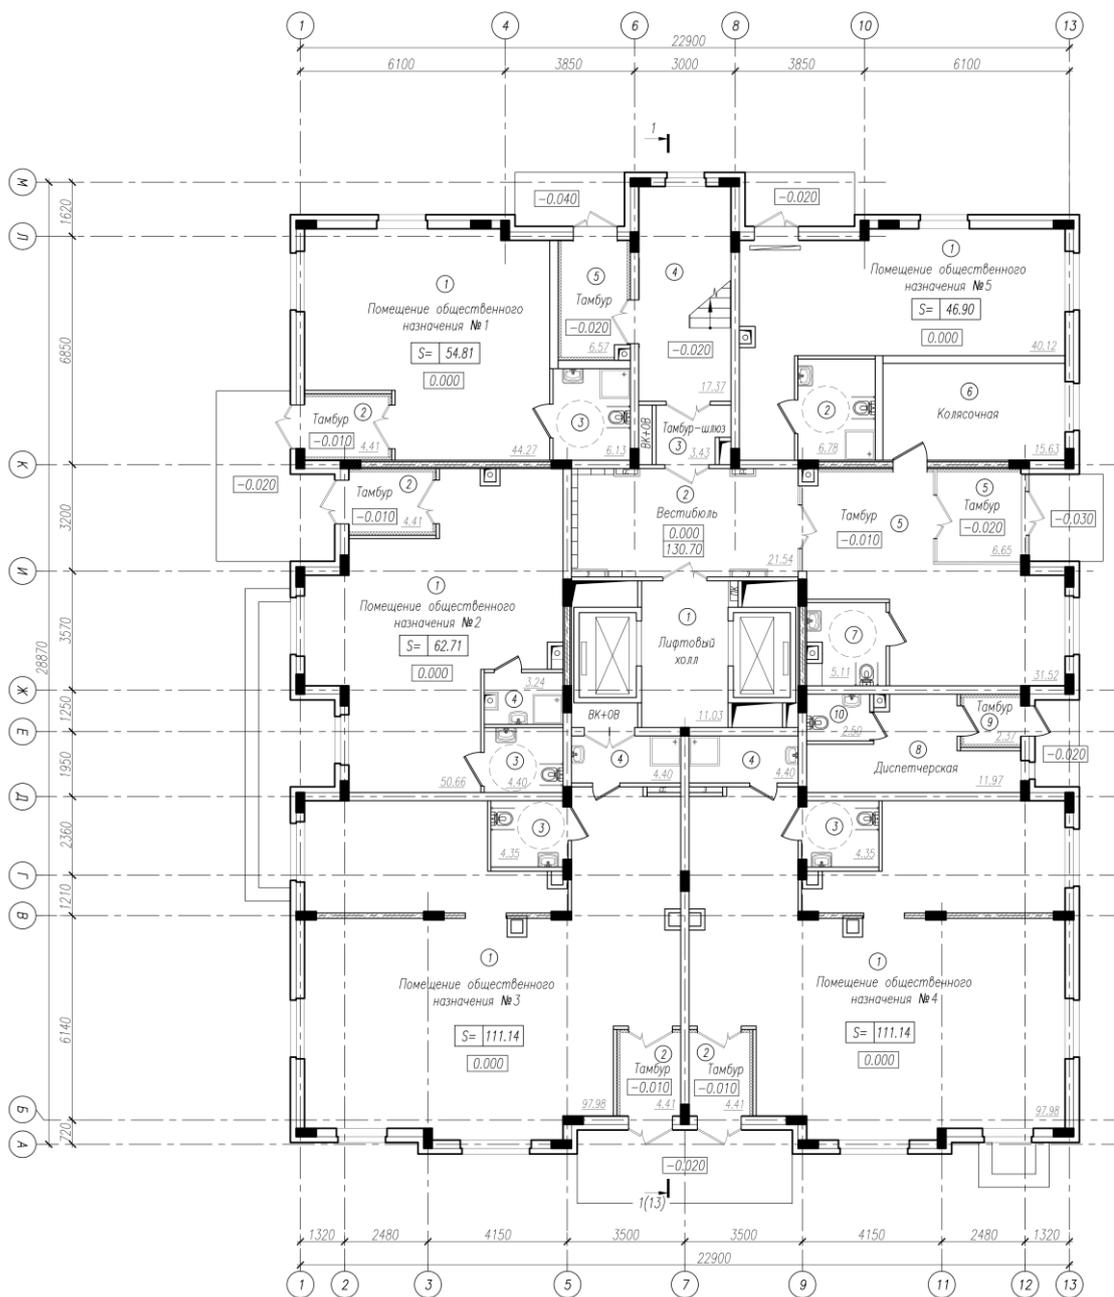 1 4 6 8 10 13
22900
6100 3850 3000 3850 6100
1
М
1620
Л
-0.040
-0.020
1
Помещение общественного
назначения №1
S= 54.81
0.000
44.27
5
Тамбур
-0.020
6.57
4
-0.020
17.37
1
Помещение общественного
назначения №5
S= 46.90
0.000
40.12
6850
Тамбур 2
-0.010
4.41
3
6.13
ВК+ОВ
Тамбур-шлюз
3
3.43
2
6.78
6
Колясочная
15.63
К
-0.020
3200
Тамбур 2
-0.010
4.41
2
Вестибюль
0.000
130.70
21.54
Тамбур 5
-0.010
5
Тамбур
-0.020
6.65
-0.030
И
28870
3570
1
Помещение общественного
назначения №2
S= 62.71
0.000
50.66
ПК
1
Лифтовый
холл
11.03
7
5.11
31.52
Ж
1250
3.24
4
ВК+ОВ
10
2.50
Тамбур
9
2.37
Е
1950
3
4.40
4
4.40
4
4.40
8
Диспетчерская
11.97
-0.020
Д
2360
3
4.35
3
4.35
Г
1210
В
6140
1
Помещение общественного
назначения №3
S= 111.14
0.000
97.98
1
Помещение общественного
назначения №4
S= 111.14
0.000
97.98
2
Тамбур
-0.010
4.41
2
Тамбур
-0.010
4.41
Б
720
А
-0.020
1(13)
1320 2480 4150 3500 3500 4150 2480 1320
22900
1 2 3 5 7 9 11 12 13